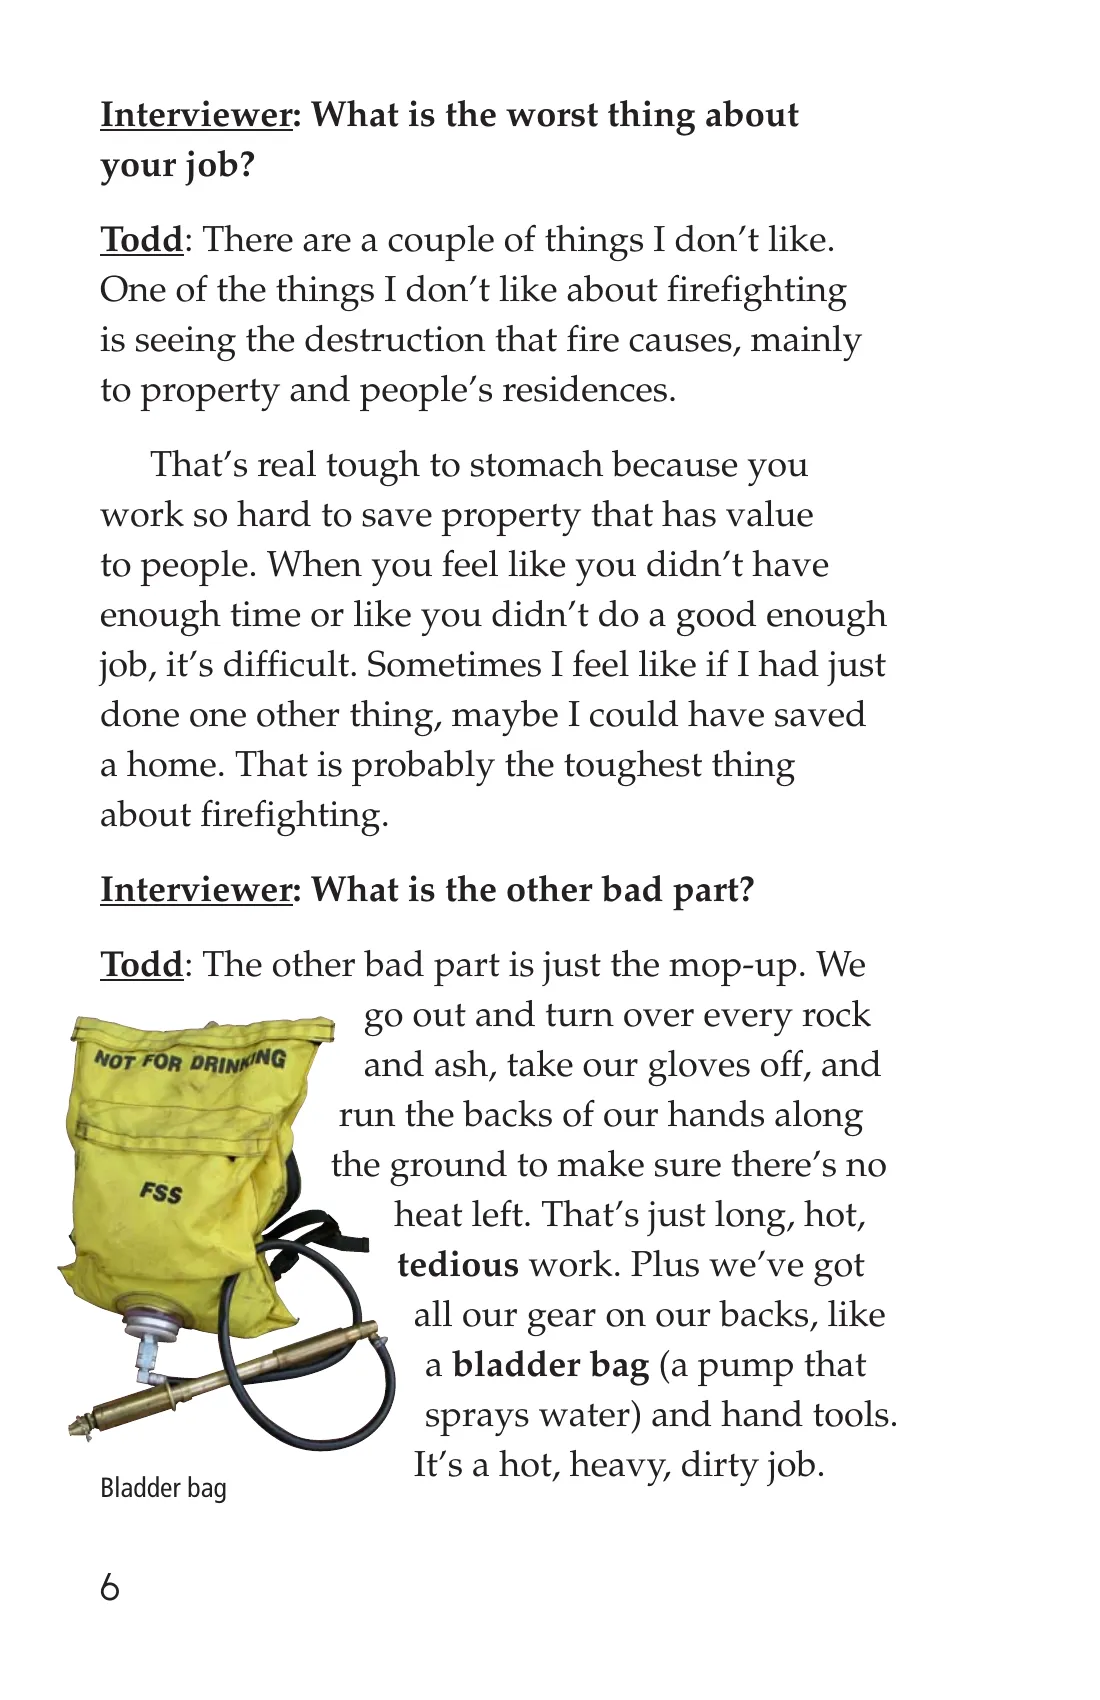 Interviewer: What is the worst thing about
your job?
Todd: There are a couple of things I don’t like.
One of the things I don’t like about firefighting
is seeing the destruction that fire causes, mainly
to property and people’s residences.
That’s real tough to stomach because you
work so hard to save property that has value
to people. When you feel like you didn’t have
enough time or like you didn’t do a good enough
job, it’s difficult. Sometimes I feel like if I had just
done one other thing, maybe I could have saved
a home. That is probably the toughest thing
about firefighting.
Interviewer: What is the other bad part?
Todd: The other bad part is just the mop-up. We
go out and turn over every rock
and ash, take our gloves off, and
run the backs of our hands along
the ground to make sure there’s no
heat left. That’s just long, hot,
tedious work. Plus we’ve got
all our gear on our backs, like
a bladder bag (a pump that
sprays water) and hand tools.
It’s a hot, heavy, dirty job.
NOT FOR DRINKING
FSS
Bladder bag
6